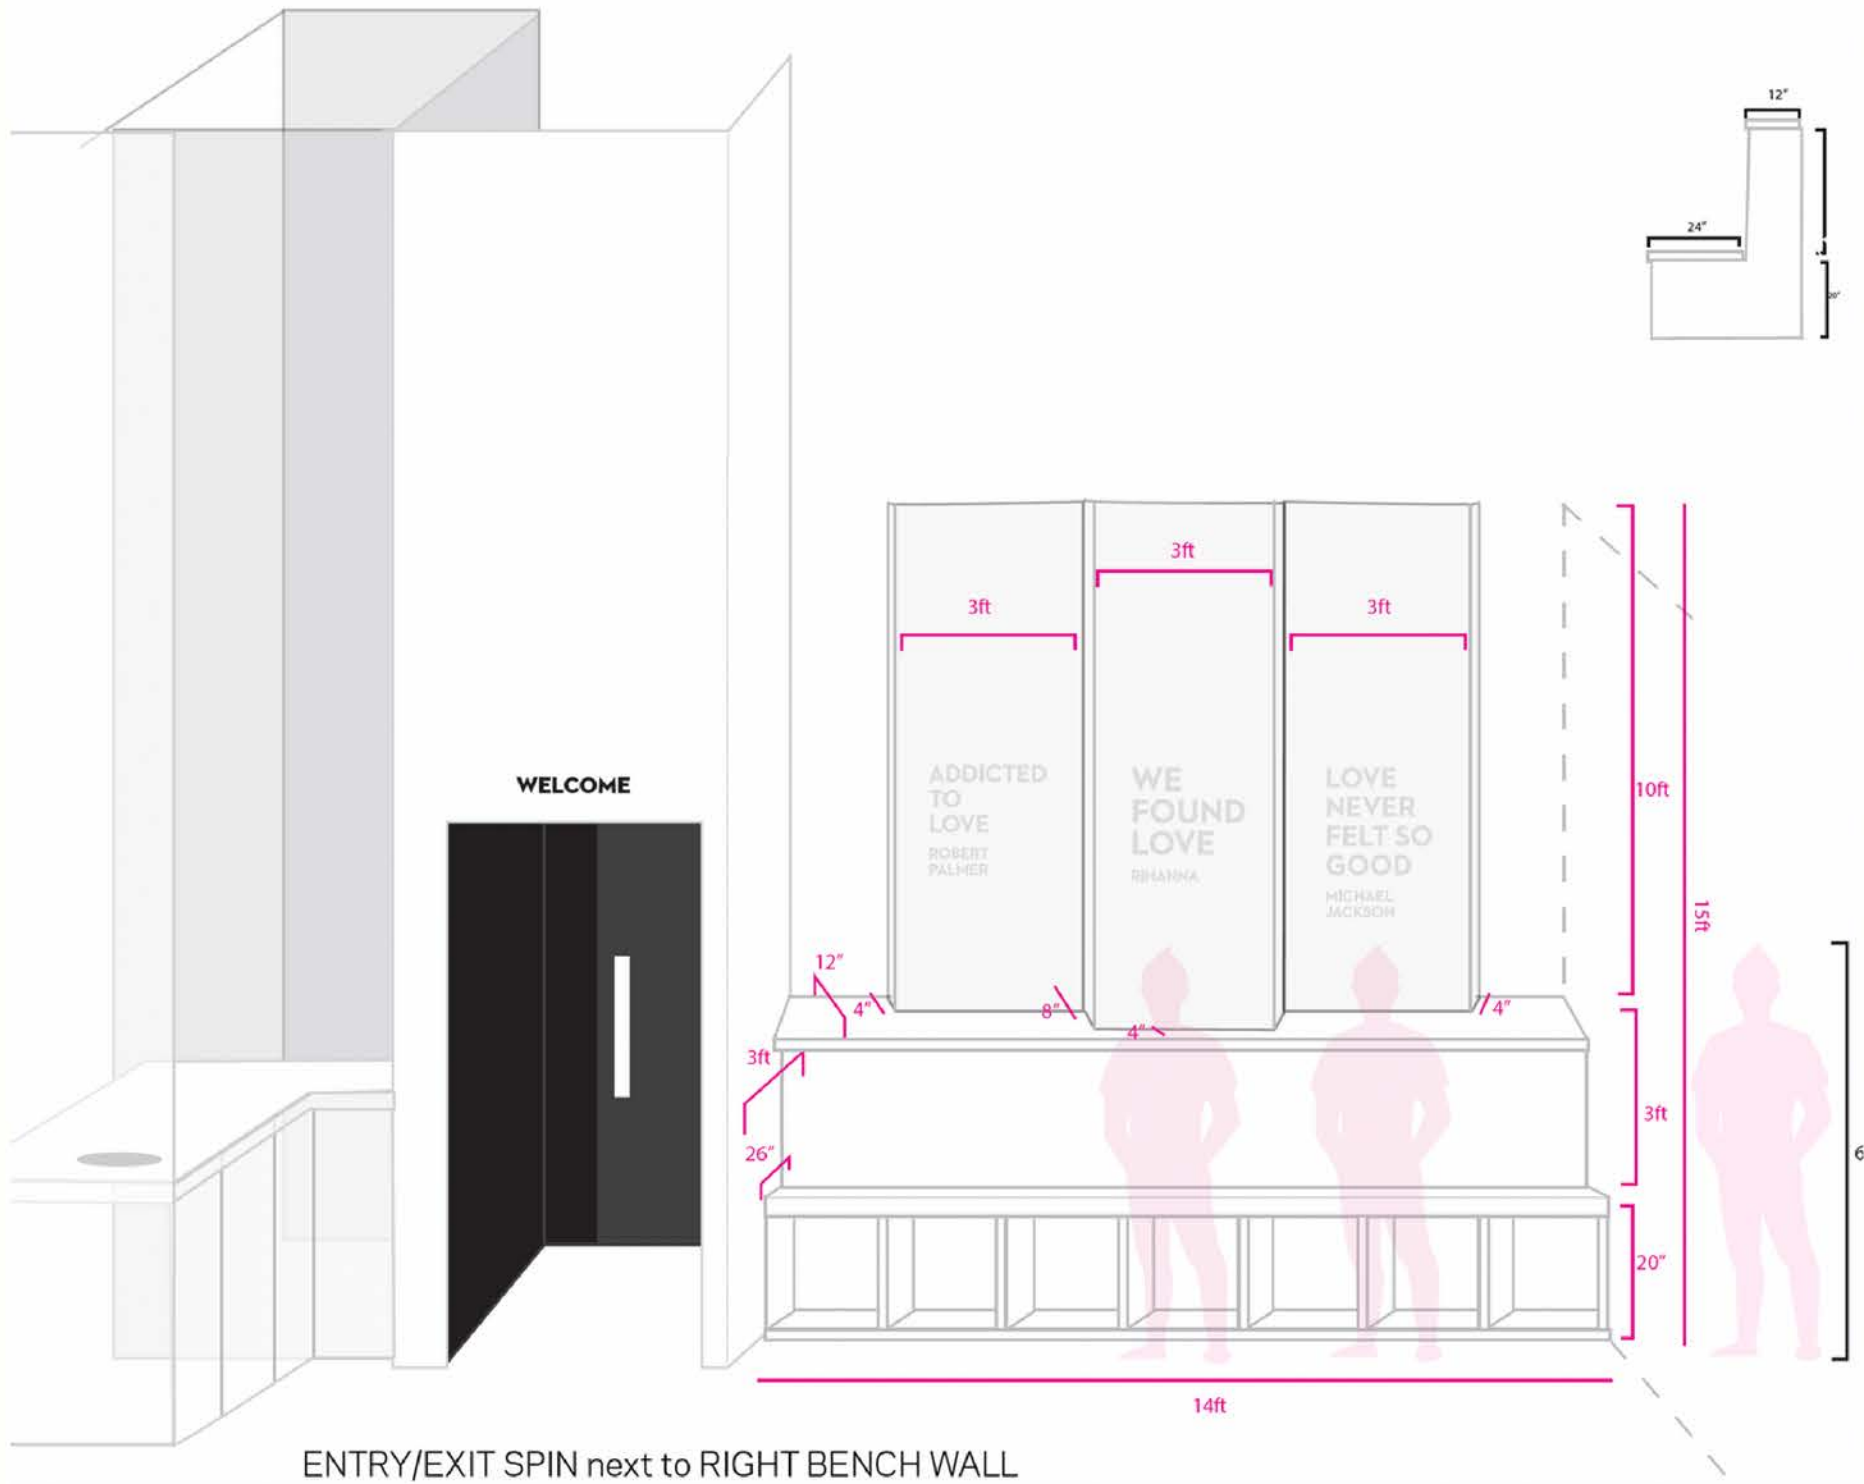 12"
24"
20"
3ft
3ft
3ft
WELCOME
ADDICTED
TO
LOVE
ROBERT
PALMER
WE
FOUND
LOVE
RIHANNA
LOVE
NEVER
FELT SO
GOOD
MICHAEL
JACKSON
10ft
15ft
12"
4"
8"
4"
4"
3ft
26"
3ft
6
20"
14ft
ENTRY/EXIT SPIN next to RIGHT BENCH WALL